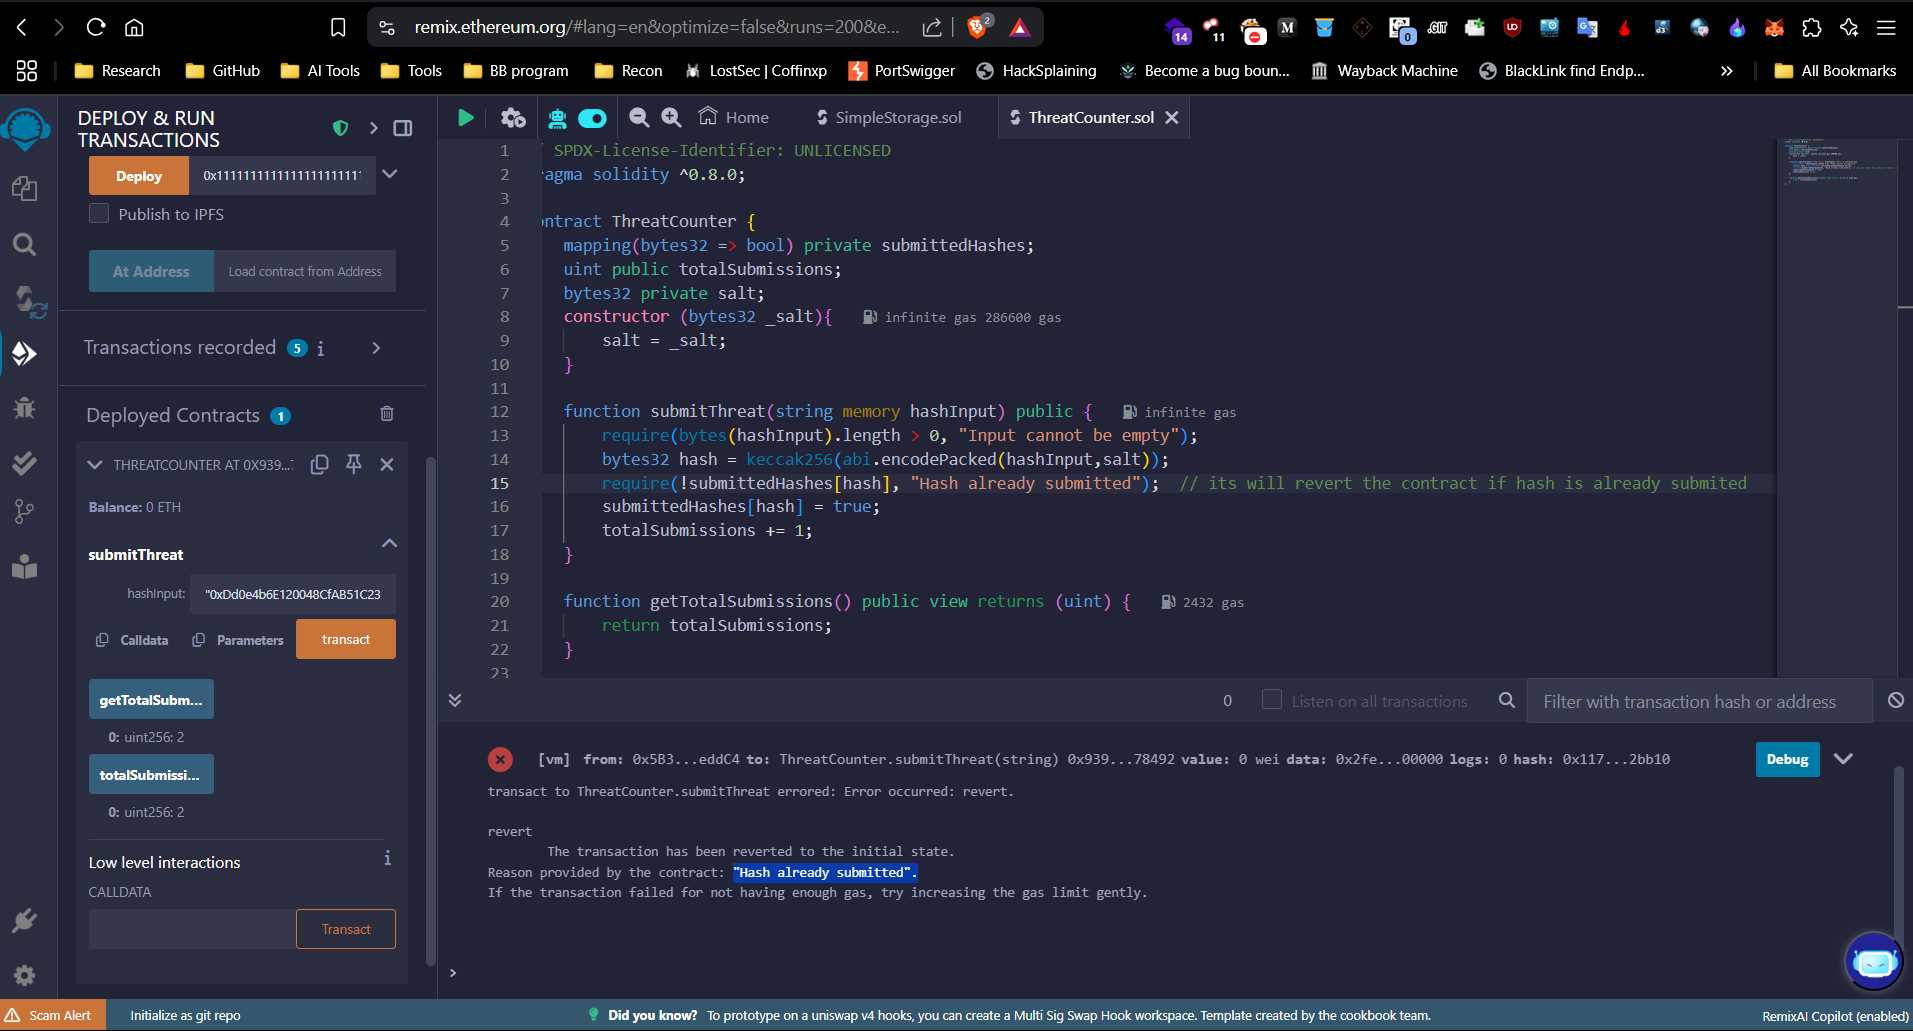 remix.ethereum.org/#lang=en&optimize=false&runs=200&e...
2
14
11
M
0
.GIT
UD
d3
Research
GitHub
AI Tools
Tools
BB program
Recon
LostSec | Coffinxp
PortSwigger
HackSplaining
Become a bug boun...
Wayback Machine
BlackLink find Endp...
»
All Bookmarks
DEPLOY & RUN
TRANSACTIONS
Deploy
Publish to IPFS
At Address
Load contract from Address
Transactions recorded 5 i
Deployed Contracts 1
THREATCOUNTER AT 0X939...
Balance: 0 ETH
submitThreat
hashInput:
"0xDd0e4b6E120048CfAB51C23
Calldata
Parameters
transact
getTotalSubm...
0: uint256: 2
totalSubmissi...
0: uint256: 2
Low level interactions
i
CALLDATA
Transact
Home
SimpleStorage.sol
ThreatCounter.sol
1 SPDX-License-Identifier: UNLICENSED
2 ragma solidity ^0.8.0;
3
4 ontract ThreatCounter {
5 mapping(bytes32 => bool) private submittedHashes;
6 uint public totalSubmissions;
7 bytes32 private salt;
8 constructor (bytes32 _salt){ infinite gas 286600 gas
9 salt = _salt;
10 }
11
12 function submitThreat(string memory hashInput) public { infinite gas
13 require(bytes(hashInput).length > 0, "Input cannot be empty");
14 bytes32 hash = keccak256(abi.encodePacked(hashInput,salt));
15 require(!submittedHashes[hash], "Hash already submitted"); // its will revert the contract if hash is already submited
16 submittedHashes[hash] = true;
17 totalSubmissions += 1;
18 }
19
20 function getTotalSubmissions() public view returns (uint) { 2432 gas
21 return totalSubmissions;
22 }
23
0
Listen on all transactions
Filter with transaction hash or address
[vm] from: 0x5B3...eddC4 to: ThreatCounter.submitThreat(string) 0x939...78492 value: 0 wei data: 0x2fe...00000 logs: 0 hash: 0x117...2bb10
Debug
transact to ThreatCounter.submitThreat errored: Error occurred: revert.
revert
The transaction has been reverted to the initial state.
Reason provided by the contract: "Hash already submitted".
If the transaction failed for not having enough gas, try increasing the gas limit gently.
>
Scam Alert
Initialize as git repo
Did you know? To prototype on a uniswap v4 hooks, you can create a Multi Sig Swap Hook workspace. Template created by the cookbook team.
RemixAI Copilot (enabled)